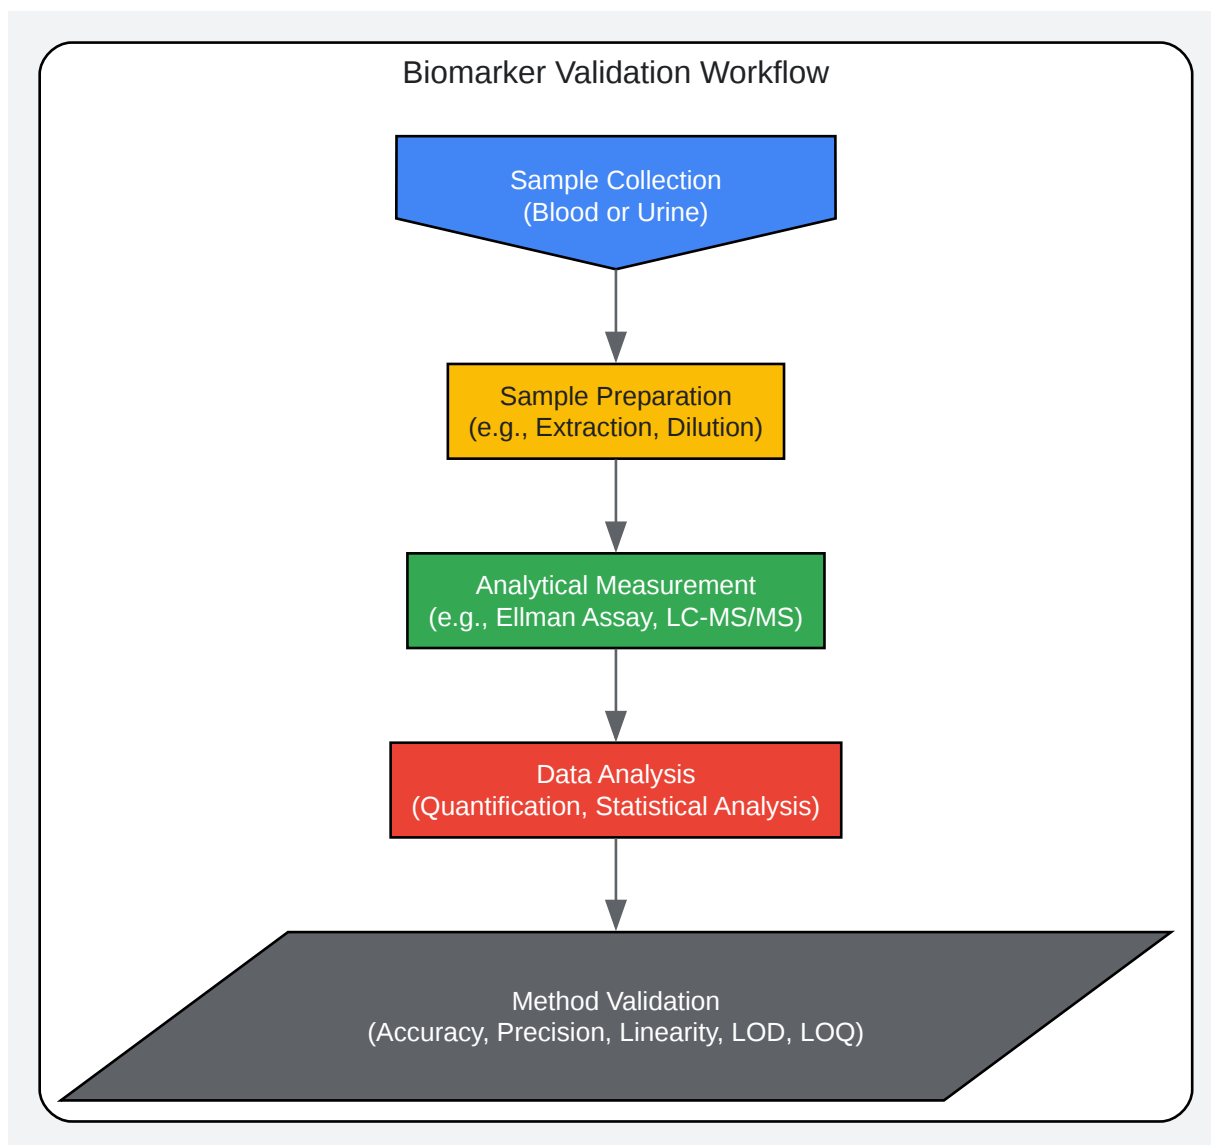 Biomarker Validation Workflow
Sample Collection
(Blood or Urine)
Sample Preparation
(e.g., Extraction, Dilution)
Analytical Measurement
(e.g., Ellman Assay, LC-MS/MS)
Data Analysis
(Quantification, Statistical Analysis)
Method Validation
(Accuracy, Precision, Linearity, LOD, LOQ)